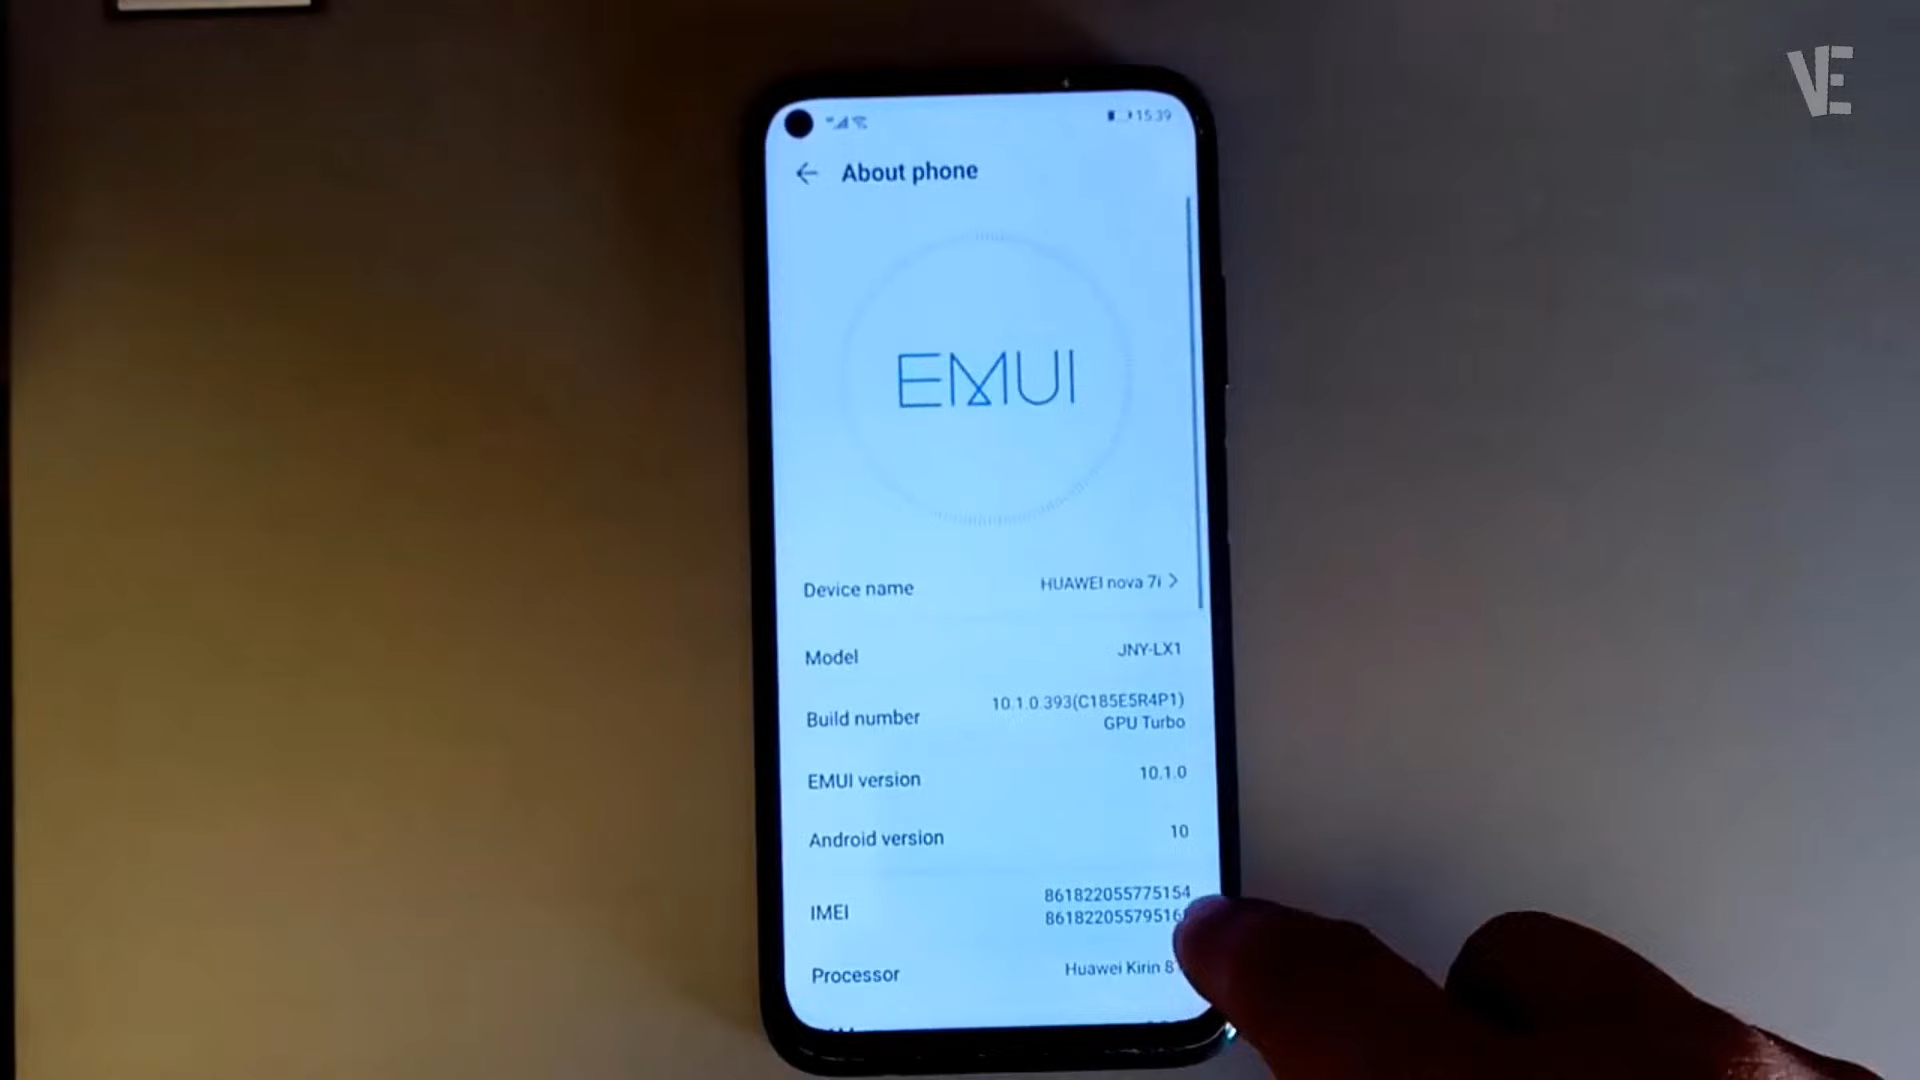 VE
15:39
About phone
EMUI
Device name HUAWEI nova 7i
Model JNY-LX1
Build number 10.1.0.393(C185E5R4P1)
GPU Turbo
EMUI version 10.1.0
Android version 10
IMEI 861822055775154
Processor Huawei Kirin